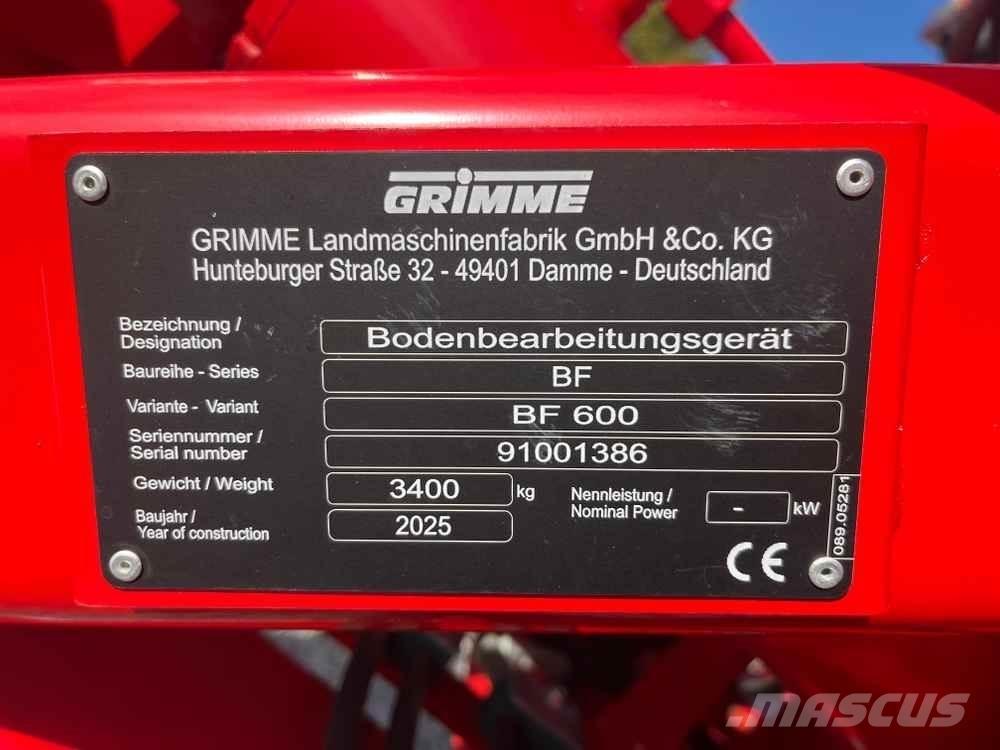 GRIMME
GRIMME Landmaschinenfabrik GmbH &Co. KG
Hunteburger Straße 32 - 49401 Damme - Deutschland
Bezeichnung /
Designation
Bodenbearbeitungsgerät
Baureihe - Series
BF
Variante - Variant
BF 600
Seriennummer /
Serial number
91001386
Gewicht / Weight
3400 kg
Nennleistung /
Nominal Power
- kW
Baujahr /
Year of construction
2025
089.05281
CE
MASCUS